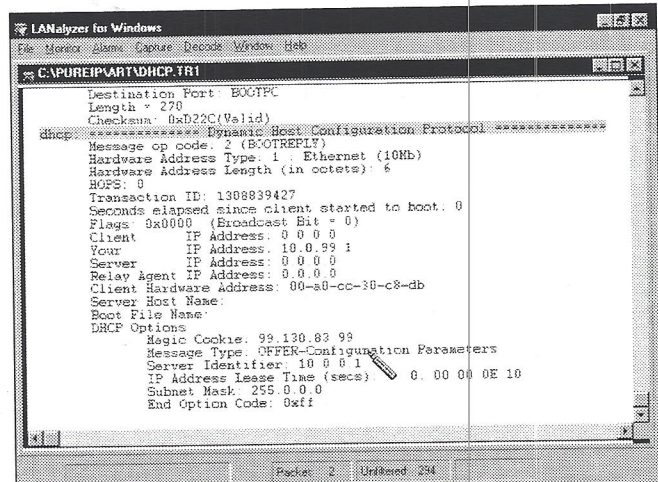 LANalyzer for Windows
File Monitor Alarms Capture Decode Window Help
C:\PUREIP\ART\DHCP.TR1
Destination Port: BOOTPC
Length = 270
Checksum: 0xD22C(Valid)
dhcp: ============== Dynamic Host Configuration Protocol ==============
Message op code: 2 (BOOTREPLY)
Hardware Address Type: 1 : Ethernet (10Mb)
Hardware Address Length (in octets): 6
HOPS: 0
Transaction ID: 1308839427
Seconds elapsed since client started to boot: 0
Flags: 0x0000 (Broadcast Bit = 0)
Client IP Address: 0.0.0.0
Your IP Address: 10.0.99.1
Server IP Address: 0.0.0.0
Relay Agent IP Address: 0.0.0.0
Client Hardware Address: 00-a0-cc-30-c8-db
Server Host Name:
Boot File Name:
DHCP Options
Magic Cookie: 99.130.83.99
Message Type: OFFER-Configuration Parameters
Server Identifier: 10.0.0.1
IP Address Lease Time (secs): 0. 00 00 0E 10
Subnet Mask: 255.0.0.0
End Option Code: 0xff
Packet: 2 Unfiltered: 294